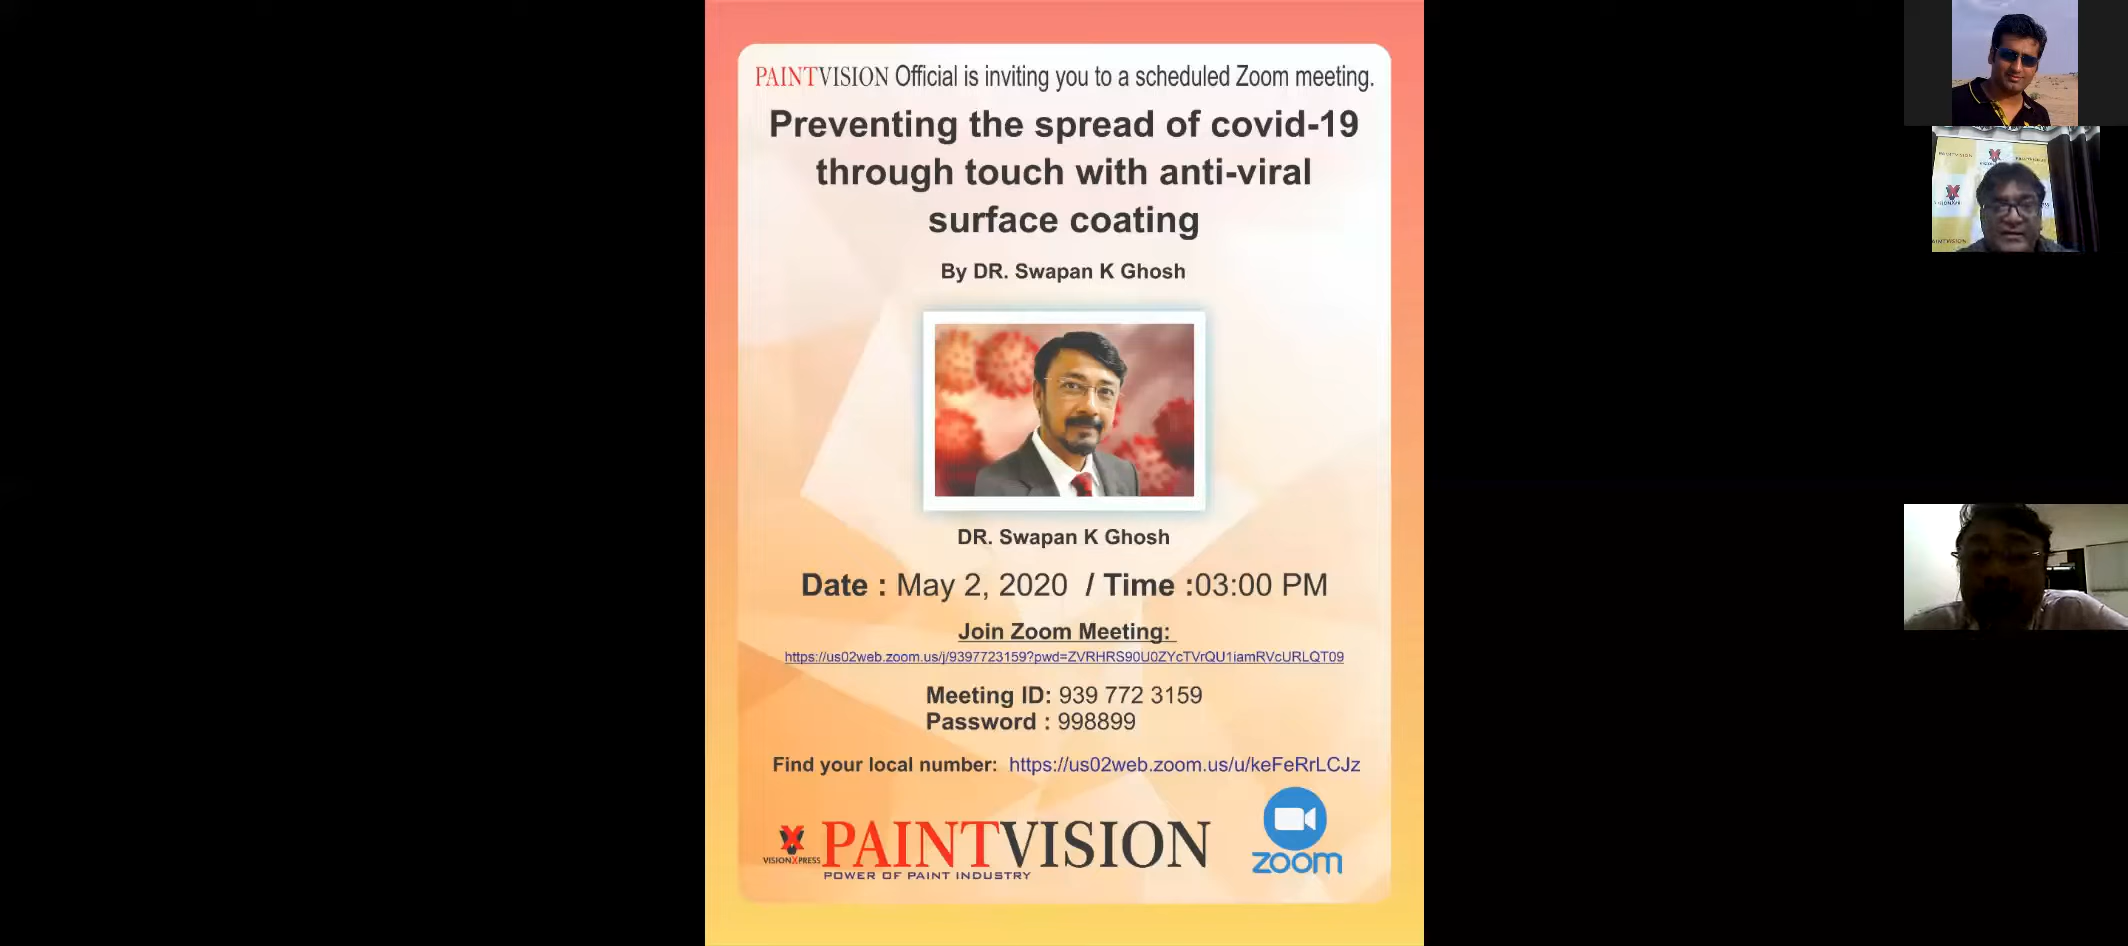 PAINTVISION Official is inviting you to a scheduled Zoom meeting.
Preventing the spread of covid-19
through touch with anti-viral
surface coating
By DR. Swapan K Ghosh
DR. Swapan K Ghosh
Date : May 2, 2020 / Time :03:00 PM
Join Zoom Meeting:
https://us02web.zoom.us/j/9397723159?pwd=ZVRHRS90U0ZYcTVrQU1iamRVcURLQT09
Meeting ID: 939 772 3159
Password : 998899
Find your local number: https://us02web.zoom.us/u/keFeRrLCJz
VISIONXPRESS
PAINTVISION
POWER OF PAINT INDUSTRY
zoom
PAINTVISION